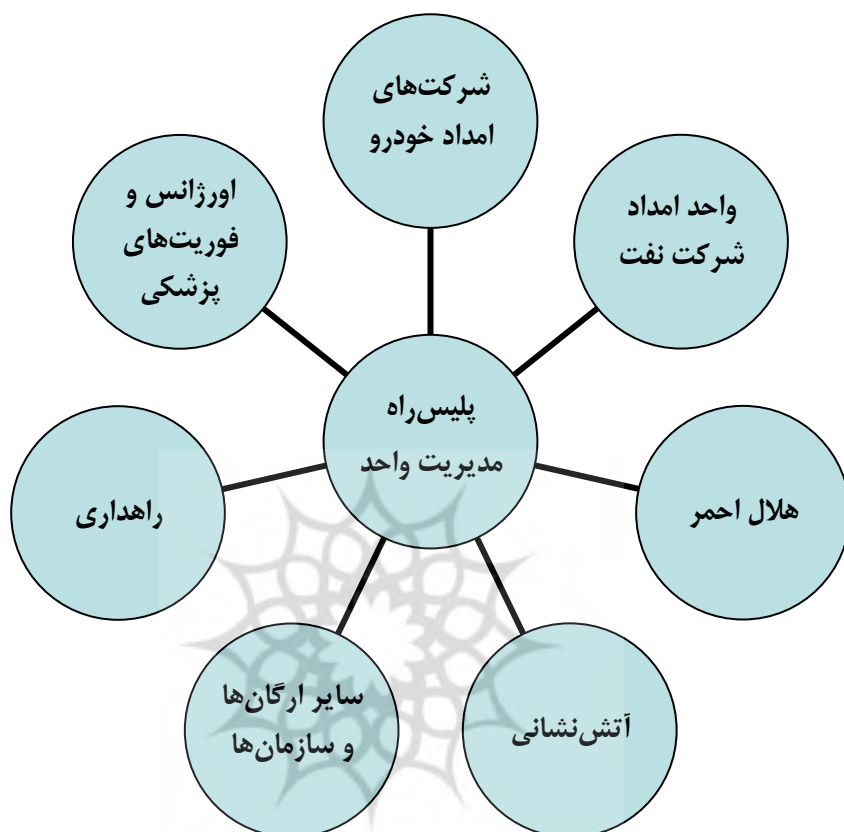 شرکت‌های
امداد خودرو
واحد امداد
شرکت نفت
اورژانس و
فوریت‌های
پزشکی
پلیس‌راه
مدیریت واحد
هلال احمر
راهداری
آتش‌نشانی
سایر ارگان‌ها
و سازمان‌ها